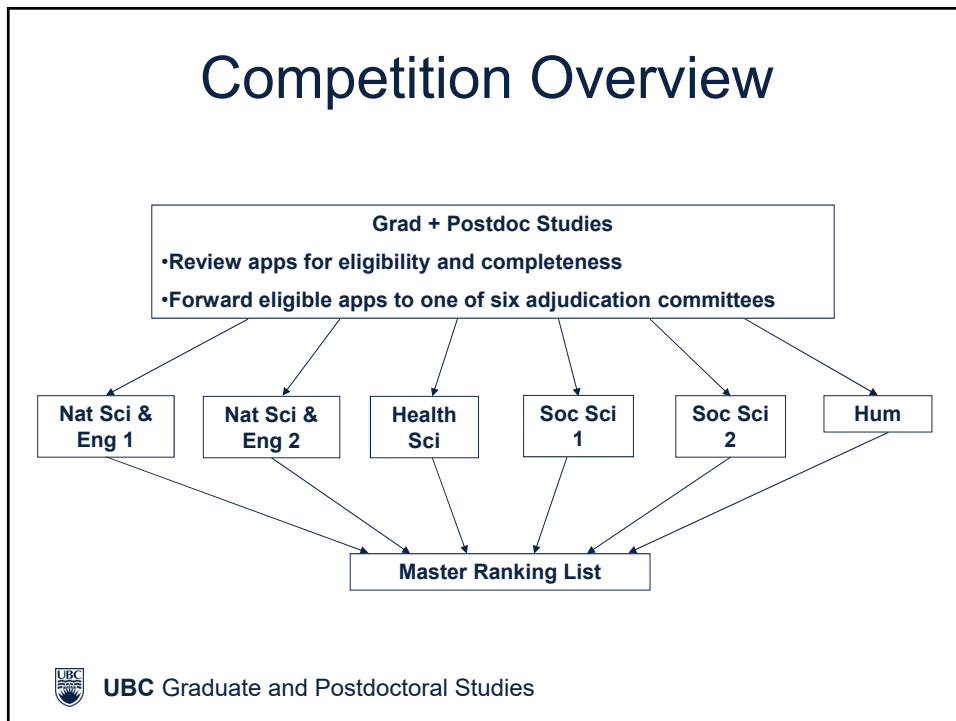 Competition Overview
Grad + Postdoc Studies
•Review apps for eligibility and completeness
•Forward eligible apps to one of six adjudication committees
Nat Sci &
Eng 1
Nat Sci &
Eng 2
Health
Sci
Soc Sci
1
Soc Sci
2
Hum
Master Ranking List
UBC
UBC Graduate and Postdoctoral Studies